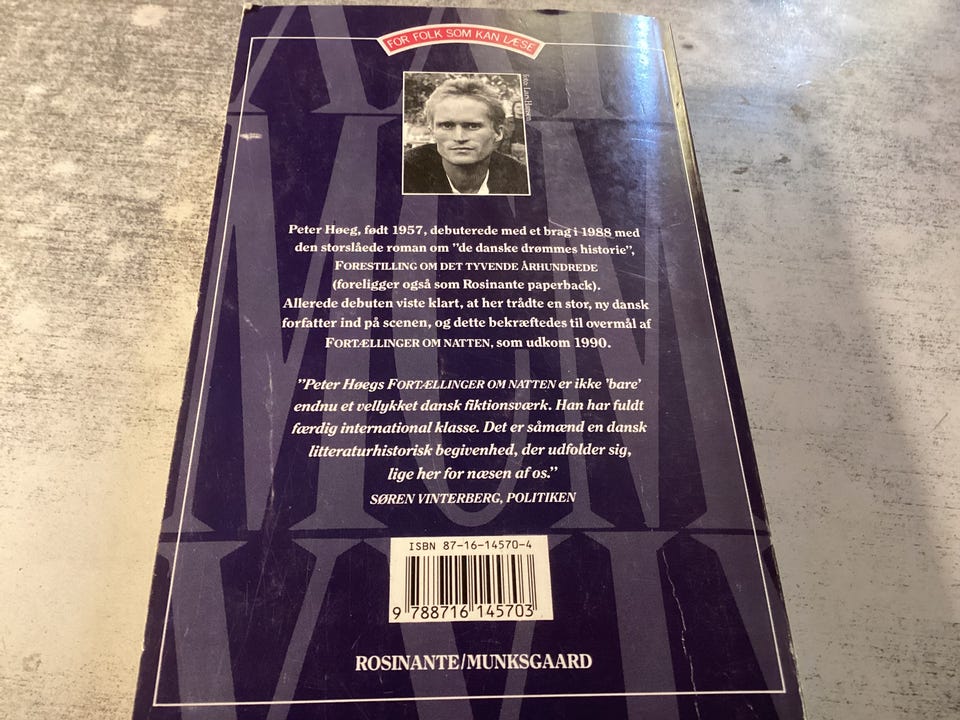 FOR FOLK SOM KAN LÆSE
Foto: Lars Hansen
Peter Høeg, født 1957, debuterede med et brag i 1988 med
den storslåede roman om ”de danske drømmes historie”,
FORESTILLING OM DET TYVENDE ÅRHUNDREDE
(foreligger også som Rosinante paperback).
Allerede debuten viste klart, at her trådte en stor, ny dansk
forfatter ind på scenen, og dette bekræftedes til overmål af
FORTÆLLINGER OM NATTEN, som udkom 1990.
”Peter Høegs FORTÆLLINGER OM NATTEN er ikke ’bare’
endnu et vellykket dansk fiktionsværk. Han har fuldt
færdig international klasse. Det er såmænd en dansk
litteraturhistorisk begivenhed, der udfolder sig,
lige her for næsen af os.”
SØREN VINTERBERG, POLITIKEN
ISBN 87-16-14570-4
9 788716 145703
ROSINANTE/MUNKSGAARD